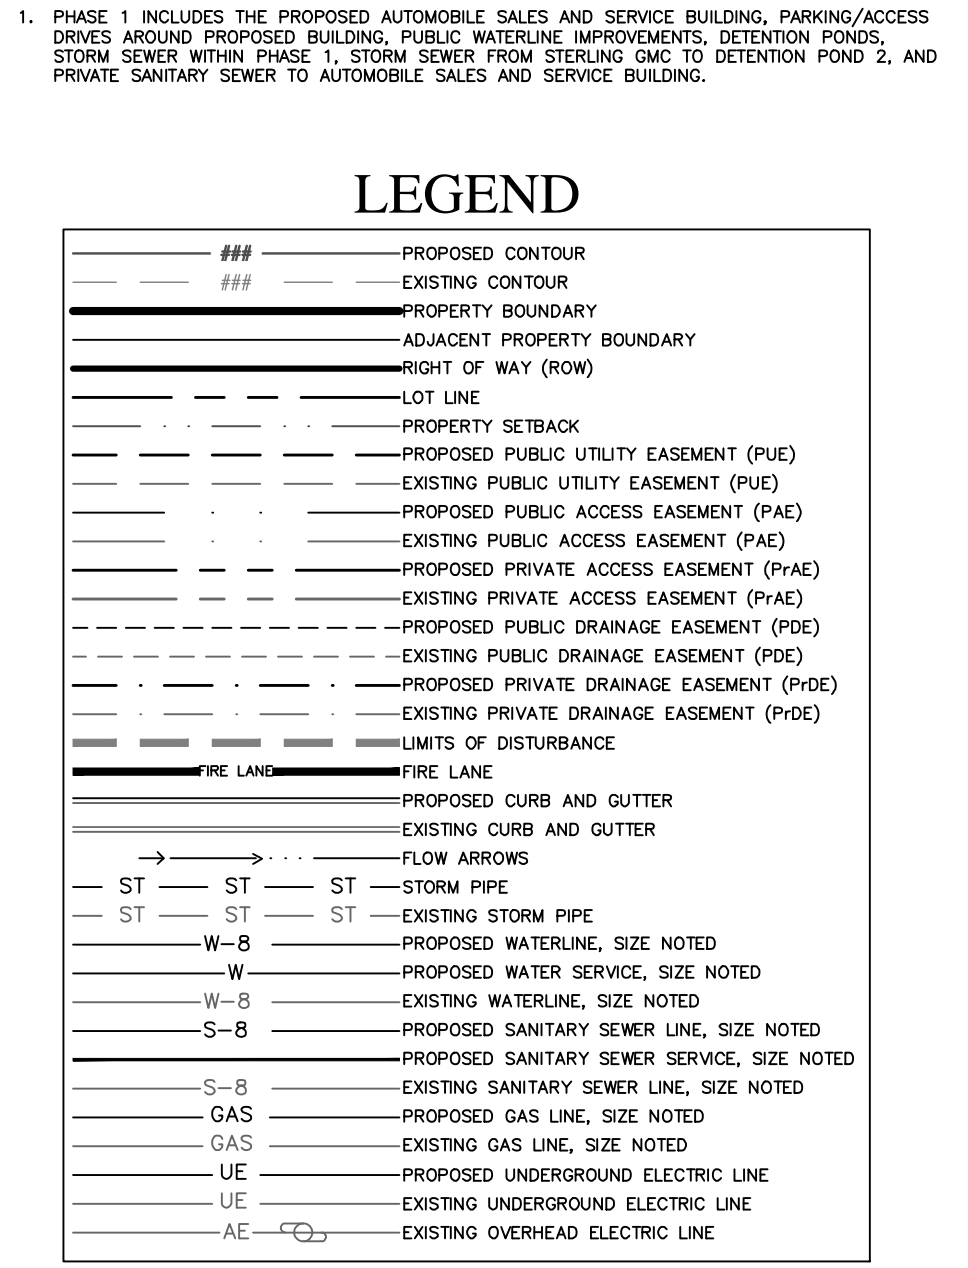 1. PHASE 1 INCLUDES THE PROPOSED AUTOMOBILE SALES AND SERVICE BUILDING, PARKING/ACCESS
DRIVES AROUND PROPOSED BUILDING, PUBLIC WATERLINE IMPROVEMENTS, DETENTION PONDS,
STORM SEWER WITHIN PHASE 1, STORM SEWER FROM STERLING GMC TO DETENTION POND 2, AND
PRIVATE SANITARY SEWER TO AUTOMOBILE SALES AND SERVICE BUILDING.
LEGEND
### PROPOSED CONTOUR
### EXISTING CONTOUR
PROPERTY BOUNDARY
ADJACENT PROPERTY BOUNDARY
RIGHT OF WAY (ROW)
LOT LINE
PROPERTY SETBACK
PROPOSED PUBLIC UTILITY EASEMENT (PUE)
EXISTING PUBLIC UTILITY EASEMENT (PUE)
PROPOSED PUBLIC ACCESS EASEMENT (PAE)
EXISTING PUBLIC ACCESS EASEMENT (PAE)
PROPOSED PRIVATE ACCESS EASEMENT (PrAE)
EXISTING PRIVATE ACCESS EASEMENT (PrAE)
PROPOSED PUBLIC DRAINAGE EASEMENT (PDE)
EXISTING PUBLIC DRAINAGE EASEMENT (PDE)
PROPOSED PRIVATE DRAINAGE EASEMENT (PrDE)
EXISTING PRIVATE DRAINAGE EASEMENT (PrDE)
LIMITS OF DISTURBANCE
FIRE LANE FIRE LANE
PROPOSED CURB AND GUTTER
EXISTING CURB AND GUTTER
FLOW ARROWS
ST ST ST STORM PIPE
ST ST ST EXISTING STORM PIPE
W-8 PROPOSED WATERLINE, SIZE NOTED
W PROPOSED WATER SERVICE, SIZE NOTED
W-8 EXISTING WATERLINE, SIZE NOTED
S-8 PROPOSED SANITARY SEWER LINE, SIZE NOTED
PROPOSED SANITARY SEWER SERVICE, SIZE NOTED
S-8 EXISTING SANITARY SEWER LINE, SIZE NOTED
GAS PROPOSED GAS LINE, SIZE NOTED
GAS EXISTING GAS LINE, SIZE NOTED
UE PROPOSED UNDERGROUND ELECTRIC LINE
UE EXISTING UNDERGROUND ELECTRIC LINE
AE EXISTING OVERHEAD ELECTRIC LINE